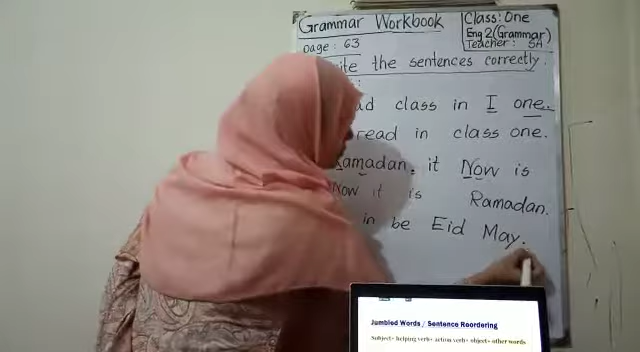 Grammar Workbook
Class: One
Eng 2 (Grammar)
Teacher: SA
page: 63
the sentences correctly.
class in I one.
read in class one.
Ramadan, it Now is
Now it is Ramadan.
in be Eid May.
Jumbled Words / Sentence Reordering
Subject+ helping verb+ action verb+ object+ other words